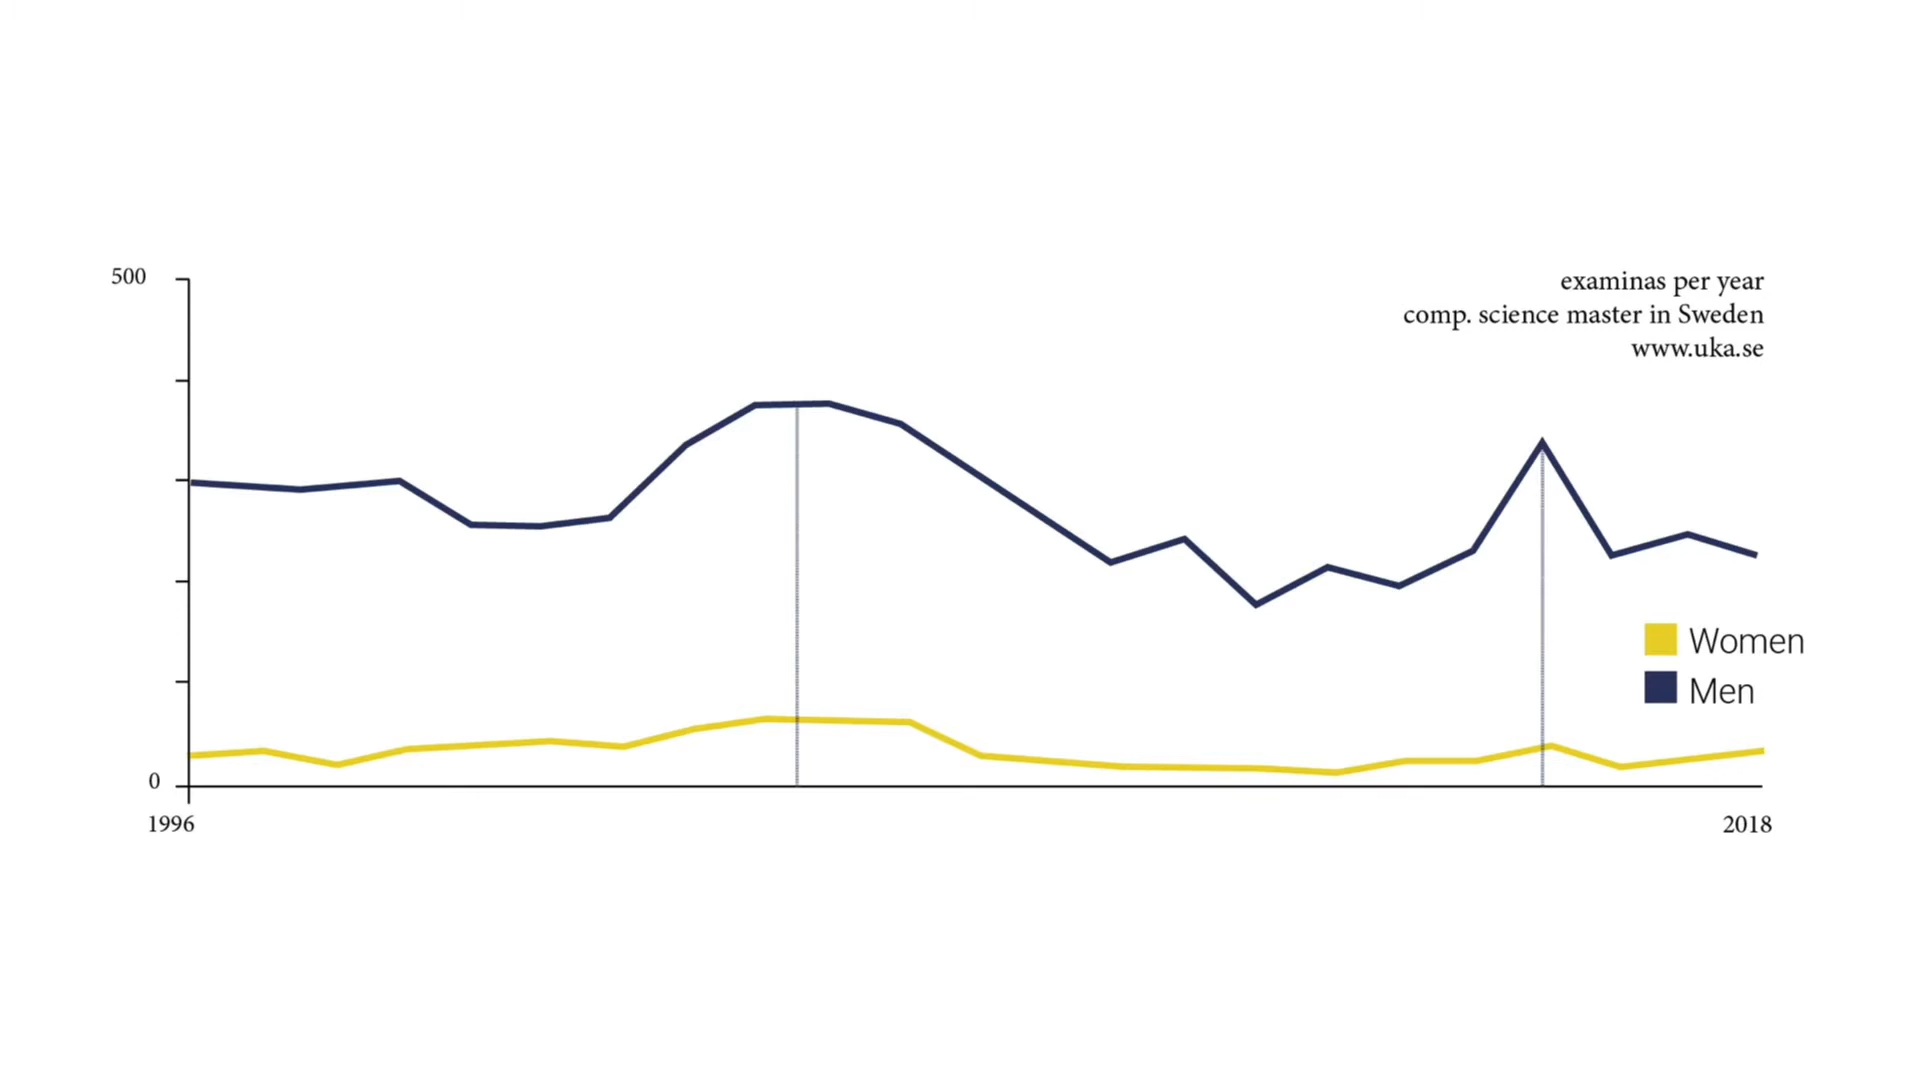 500
examinas per year
comp. science master in Sweden
www.uka.se
Women
Men
0
1996
2018